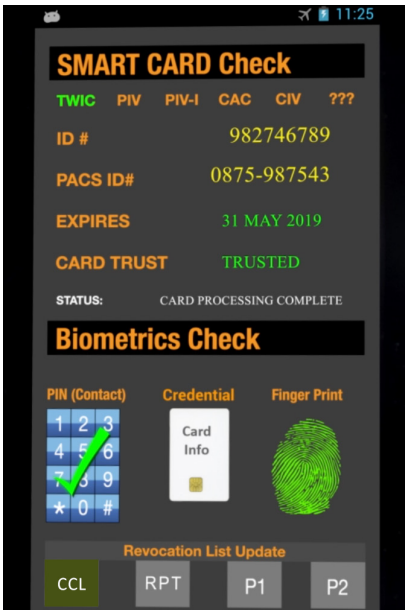 11:25
SMART CARD Check
TWIC PIV PIV-I CAC CIV ???
ID # 982746789
PACS ID# 0875-987543
EXPIRES 31 MAY 2019
CARD TRUST TRUSTED
STATUS: CARD PROCESSING COMPLETE
Biometrics Check
PIN (Contact) Credential Finger Print
1 2 3
4 5 6
7 8 9
* 0 #
Card
Info
Revocation List Update
CCL RPT P1 P2